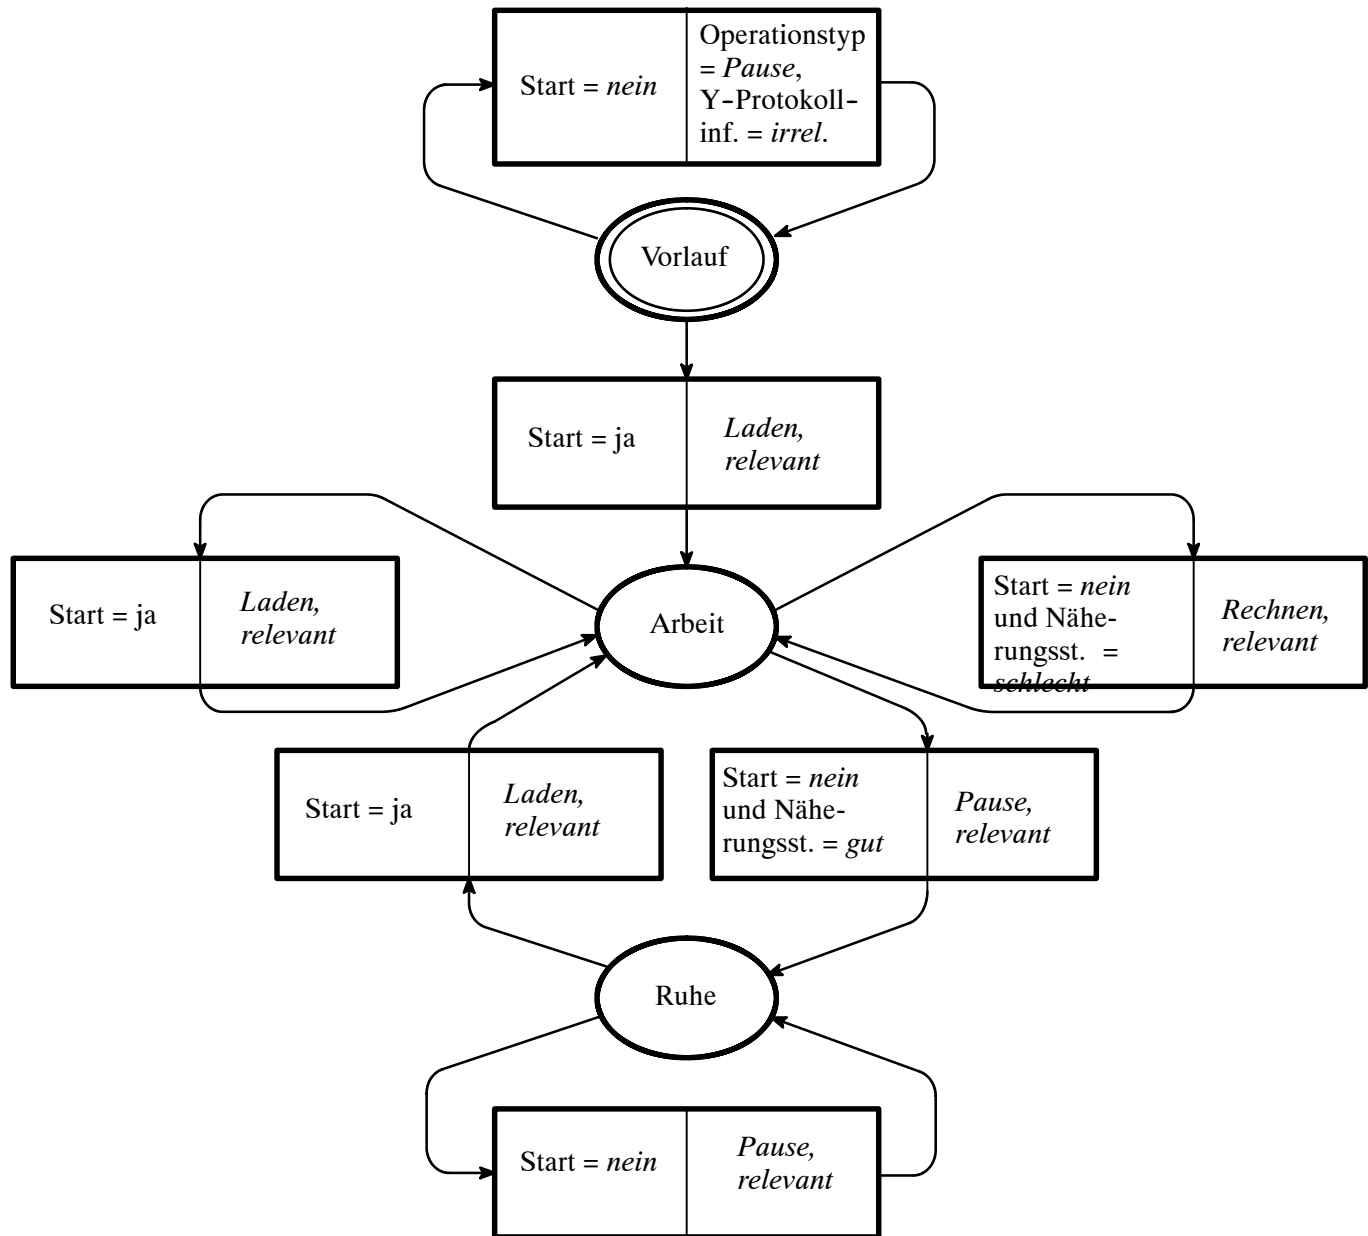 Start = nein
Operationstyp
= Pause,
Y-Protokoll-
inf. = irrel.
Vorlauf
Start = ja
Laden,
relevant
Start = ja
Laden,
relevant
Arbeit
Start = nein
und Nähe-
rungsst. =
schlecht
Rechnen,
relevant
Start = ja
Laden,
relevant
Start = nein
und Nähe-
rungsst. = gut
Pause,
relevant
Ruhe
Start = nein
Pause,
relevant